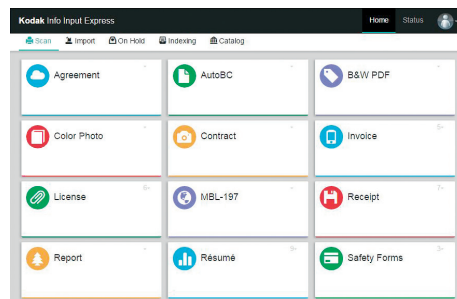 Kodak Info Input Express Home Status
Scan Import On Hold Indexing Catalog
Agreement AutoBC B&W PDF
Color Photo Contract Invoice
License MBL-197 Receipt
Report Résumé Safety Forms